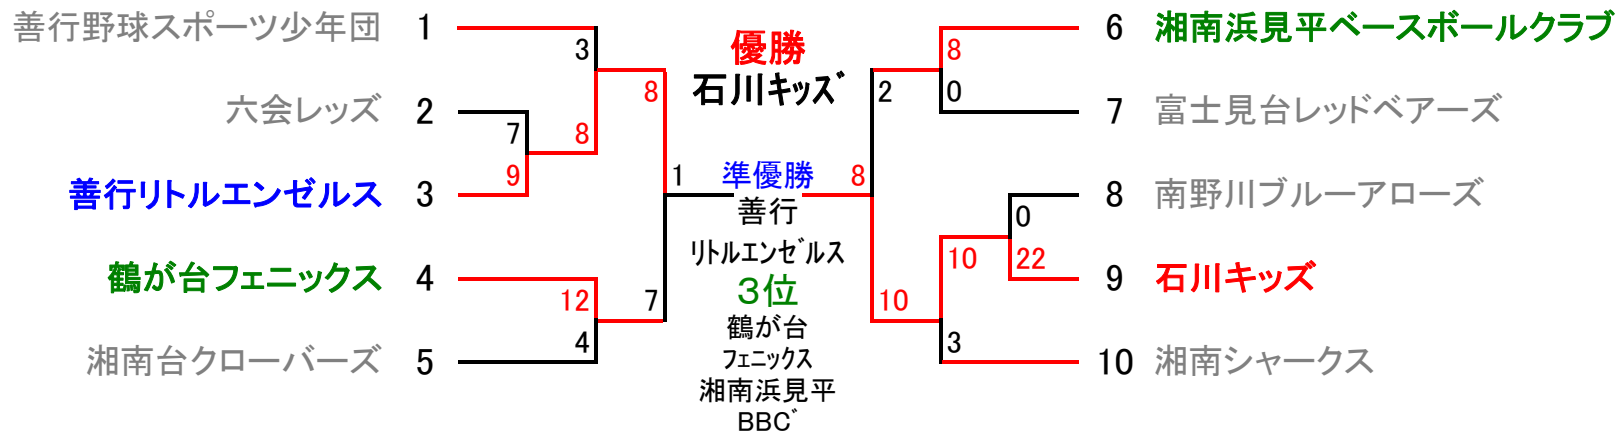 善行野球スポーツ少年団 1
3
六会レッズ 2
7
8
9
善行リトルエンゼルス 3
鶴が台フェニックス 4
12
4
湘南台クローバーズ 5
8
7
1
優勝
石川キッズ
準優勝
善行
リトルエンゼルス
3位
鶴が台
フェニックス
湘南浜見平
BBC゛
8
2
10
6 湘南浜見平ベースボールクラブ
8
0
7 富士見台レッドベアーズ
8 南野川ブルーアローズ
0
10
22
9 石川キッズ
3
10 湘南シャークス